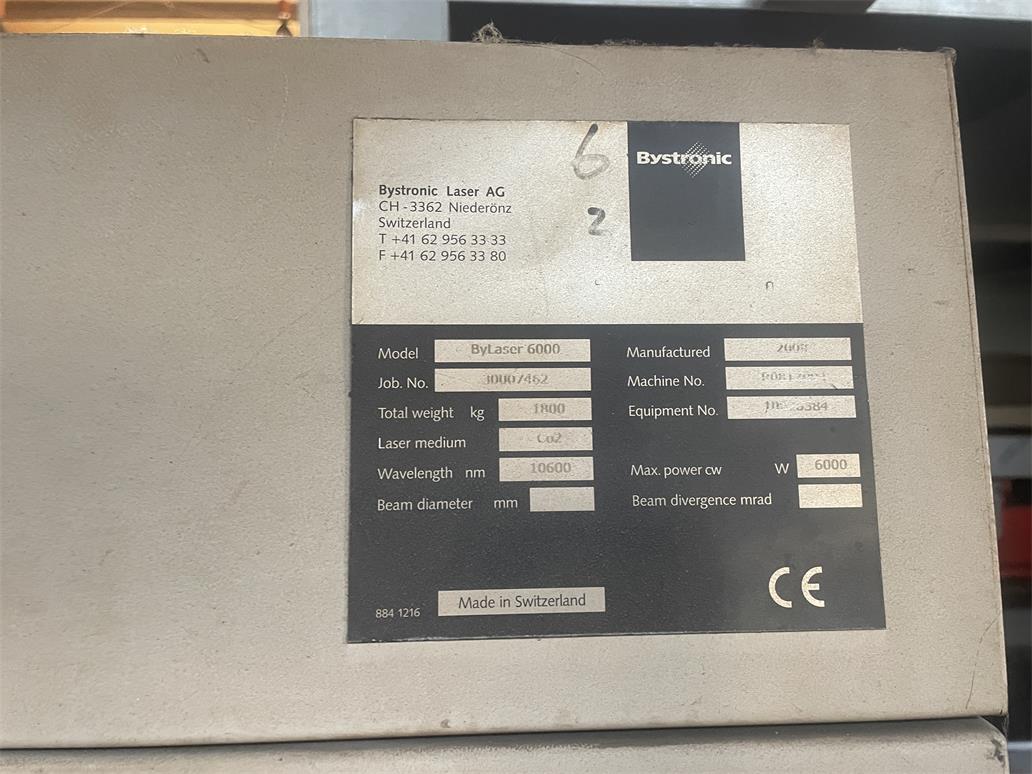 6
2
Bystronic
Bystronic Laser AG
CH - 3362 Niederönz
Switzerland
T +41 62 956 33 33
F +41 62 956 33 80
Model ByLaser 6000
Job. No.
Total weight kg 1800
Laser medium Co2
Wavelength nm 10600
Beam diameter mm
Manufactured 2008
Machine No.
Equipment No.
Max. power cw W 6000
Beam divergence mrad
CE
884 1216
Made in Switzerland